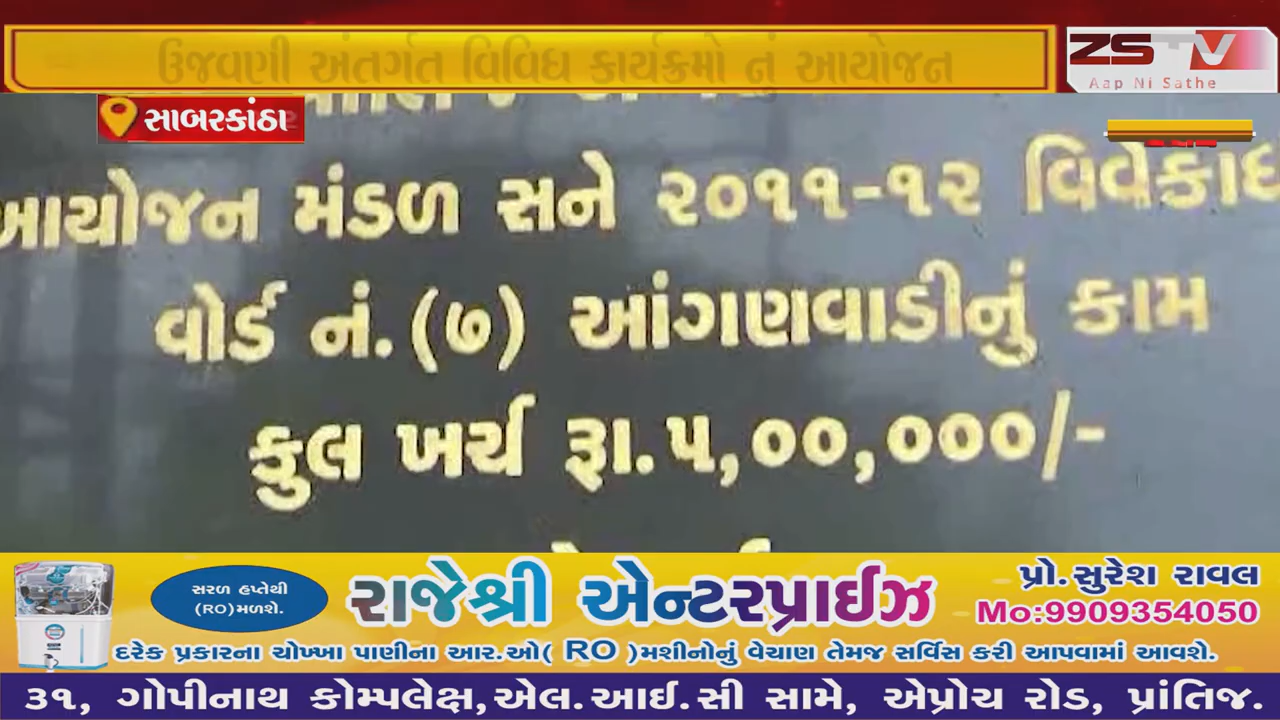 ઉજવણી અંતર્ગત વિવિધ કાર્યક્રમો નું આયોજન
ZS TV
Aap Ni Sathe
સાબરકાંઠા
આયોજન મંડળ સને ૨૦૧૧-૧૨
વોર્ડ નં.(૭) આંગણવાડીનું કામ
કુલ ખર્ચ રૂા.૫,૦૦,૦૦૦/-
સરળ હપ્તેથી
(RO)મળશે.
રાજેશ્રી એન્ટરપ્રાઈઝ
પ્રો.સુરેશ રાવલ
Mo:9909354050
દરેક પ્રકારના ચોખ્ખા પાણીના આર.ઓ( RO )મશીનોનું વેચાણ તેમજ સર્વિસ કરી આપવામાં આવશે.
૩૧, ગોપીનાથ કોમ્પલેક્ષ,એલ.આઈ.સી સામે, એપ્રોચ રોડ, પ્રાંતિજ.